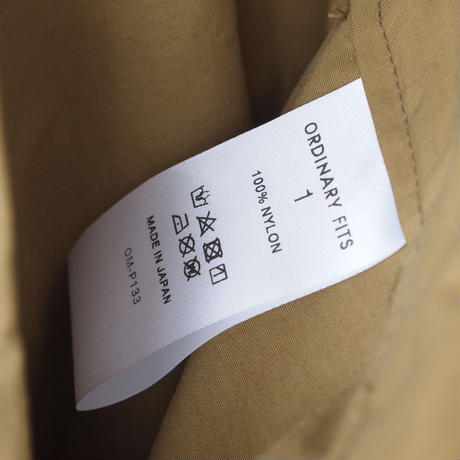 ORDINARY FITS
1
100% NYLON
MADE IN JAPAN
OM-P133